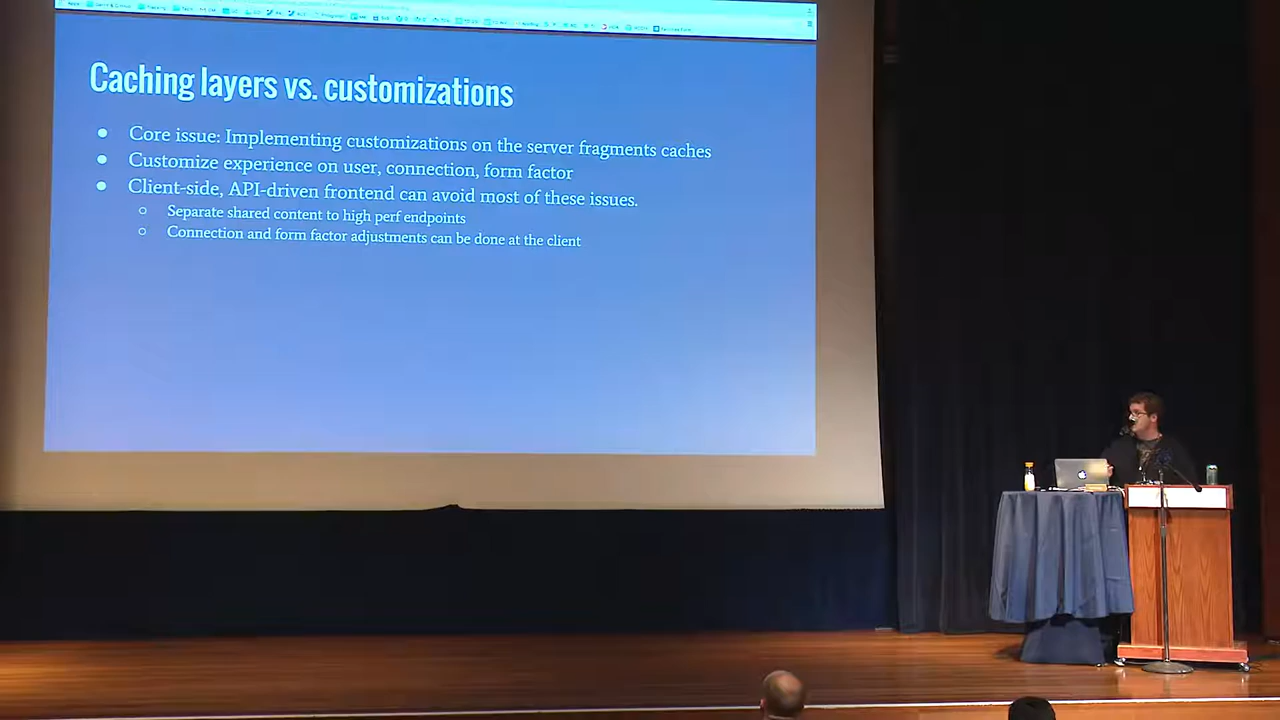 Caching layers vs. customizations
Core issue: Implementing customizations on the server fragments caches
Customize experience on user, connection, form factor
Client-side, API-driven frontend can avoid most of these issues.
Separate shared content to high perf endpoints
Connection and form factor adjustments can be done at the client